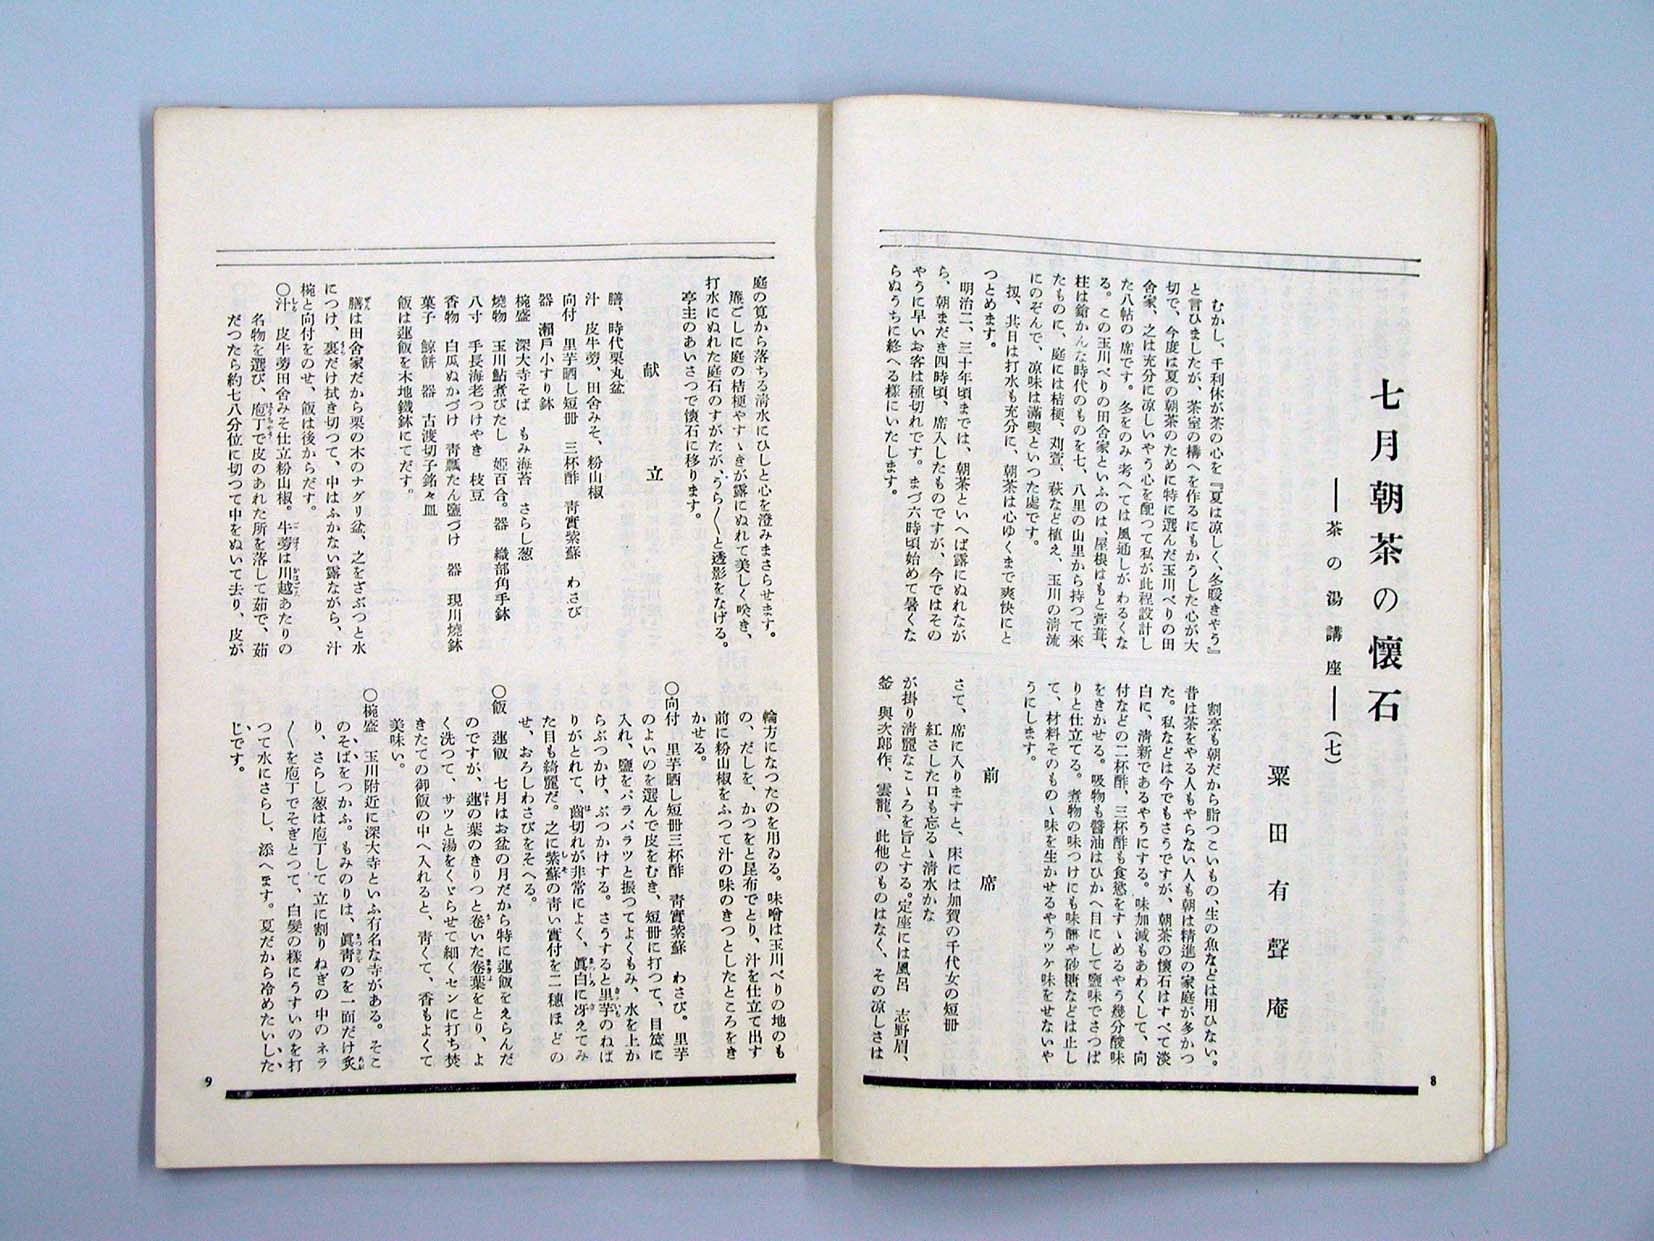 七月朝茶の懐石
――茶の湯講座――(七)
粟田有聲庵
むかし、千利休が茶の心を『夏は凉しく、冬暖きやう』
と言ひましたが、茶室の構へを作るにもかうした心が大
切で、今度は夏の朝茶のために特に選んだ玉川べりの田
舍家、之は充分に凉しいやう心を配つて私が此程設計し
た八帖の席です。冬をのみ考へては風通しがわるくな
る。この玉川べりの田舍家といふのは、屋根はもと萱葺、
柱は鉋かんな時代のものを七、八里の山里から持つて來
たものに、庭には桔梗、刈萱、萩など植え、玉川の淸流
にのぞんで、凉味は滿喫といつた處です。
扨、其日は打水も充分に、朝茶は心ゆくまで爽快にと
つとめます。
明治二、三十年頃までは、朝茶といへば露にぬれなが
ら、朝まだき四時頃、席入したものですが、今ではその
やうに早いお客は種切れです。まづ六時頃始めて暑くな
らぬうちに終へる樣にいたします。
割烹も朝だから脂つこいもの、生の魚などは用ひない。
昔は茶をやる人もやらない人も朝は精進の家庭が多かつ
た。私などは今でもさうですが、朝茶の懐石はすべて淡
白に、淸新であるやうにする。味加減もあわくして、向
付などの二杯酢、三杯酢も食慾をすゝめるやう幾分酸味
をきかせる。吸物も醬油はひかへ目にして鹽味でさつぱ
りと仕立てる。煮物の味つけにも味醂や砂糖などは止し
て、材料そのものゝ味を生かせるやうツケ味をせないや
うにします。
前席
さて、席に入りますと、床には加賀の千代女の短册
紅さした口も忘るゝ淸水かな
が掛り淸麗なこゝろを旨とする。定座には風呂 志野眉、
釜 與次郎作、雲龍、此他のものはなく、その凉しさは
8
庭の筧から落ちる淸水にひしと心を澄みまさらせます。
簾ごしに庭の桔梗やすゝきが露にぬれて美しく咲き、
打水にぬれた庭石のすがたが、うら〳〵と透影をなげる。
亭主のあいさつで懐石に移ります。
献立
膳、時代栗丸盆
汁 皮牛蒡、田舍みそ、粉山椒
向付 里芋晒し短册 三杯酢 靑實紫蘇 わさび
器 瀬戸小すり鉢
椀盛 深大寺そば もみ海苔 さらし葱
燒物 玉川鮎煮びたし 姫百合。器 織部角手鉢
八寸 手長海老つけやき 枝豆
香物 白瓜ぬかづけ 靑瓢たん鹽づけ 器 現川燒鉢
菓子 鯨餅 器 古渡切子銘々皿
飯は蓮飯を木地鐵鉢にてだす。
膳は田舍家だから栗の木のナグリ盆、之をざぶつと水
につけ、裏だけ拭き切つて、中はふかない露ながら、汁
椀と向付をのせ、飯は後からだす。
〇汁 皮牛蒡田舍みそ仕立粉山椒。牛蒡は川越あたりの
名物を選び、庖丁で皮のあれた所を落して茹で、茹
だつたら約七八分位に切つて中をぬいて去り、皮が
輪方になつたのを用ゐる。味噌は玉川べりの地のも
の、だしを、かつをと昆布でとり、汁を仕立て出す
前に粉山椒をふつて汁の味のきつとしたところをき
かせる。
〇向付 里芋晒し短册三杯酢 靑實紫蘇 わさび。里芋
のよいのを選んで皮をむき、短册に打つて、目笊に
入れ、鹽をパラパラツと振つてよくもみ、水を上か
らぶつかけ、ぶつかけする。さうすると里芋のねば
りがとれて、齒切れが非常によく、眞白に冴えてみ
た目も綺麗だ。之に紫蘇の靑い實付を二穗ほどの
せ、おろしわさびをそへる。
〇飯 蓮飯 七月はお盆の月だから特に蓮飯をえらんだ
のですが、蓮の葉のきりつと卷いた卷葉をとり、よ
く洗つて、サツと湯をくゞらせて細くセンに打ち焚
きたての御飯の中へ入れると、靑くて、香もよくて
美味い。
〇椀盛 玉川附近に深大寺といふ有名な寺がある。そこ
のそばをつかふ。もみのりは、眞靑のを一面だけ炙
り、さらし葱は庖丁して立に割りねぎの中のネラ
〳〵を庖丁でそぎとつて、白髮の樣にうすいのを打
つて水にさらし、添へます。夏だから冷めたいした
じです。
9